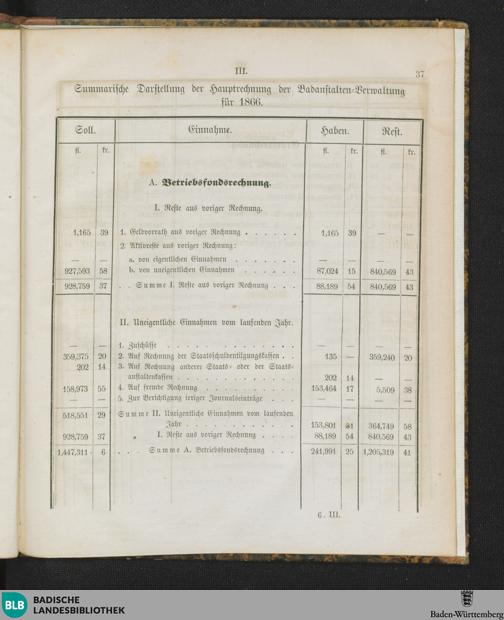 III.
37
Summarische Darstellung der Hauptrechnung der Badanstalten-Verwaltung
für 1866.
Soll. Einnahme. Haben. Rest.
fl. kr. fl. kr. fl. kr.
A. Betriebsfondsrechnung.
I. Reste aus voriger Rechnung.
1,165 39 1. Geldvorrath aus voriger Rechnung . . . . . . 1,165 39 — —
2. Aktivreste aus voriger Rechnung:
— — a. von eigentlichen Einnahmen . . . . . . — — — —
927,593 58 b. von uneigentlichen Einnahmen . . . . . . 87,024 15 840,569 43
928,759 37 . . Summe I. Reste aus voriger Rechnung . . . 88,189 54 840,569 43
II. Uneigentliche Einnahmen vom laufenden Jahr.
— — 1. Zuschüsse . . . . . . . . . . . . — — — —
359,375 20 2. Auf Rechnung der Staatsschuldentilgungskassen . . 135 — 359,240 20
202 14 3. Auf Rechnung anderer Staats- oder der Staats-
anstaltenkassen . . . . . . . . . . . 202 14 —
158,973 55 4. Auf fremde Rechnung . . . . . . . . . 153,464 17 5,509 38
— — 5. Zur Berichtigung irriger Journalseinträge . . . — — — —
518,551 29 Summe II. Uneigentliche Einnahmen vom laufenden
Jahr . . . . . . . . . . 153,801 31 364,749 58
928,759 37 „ I. Reste aus voriger Rechnung . . . . 88,189 54 840,569 43
1,447,311 6 . . . Summe A. Betriebsfondsrechnung . . . 241,991 25 1,205,319 41
6. III.
BLB
BADISCHE
LANDESBIBLIOTHEK
Baden-Württemberg